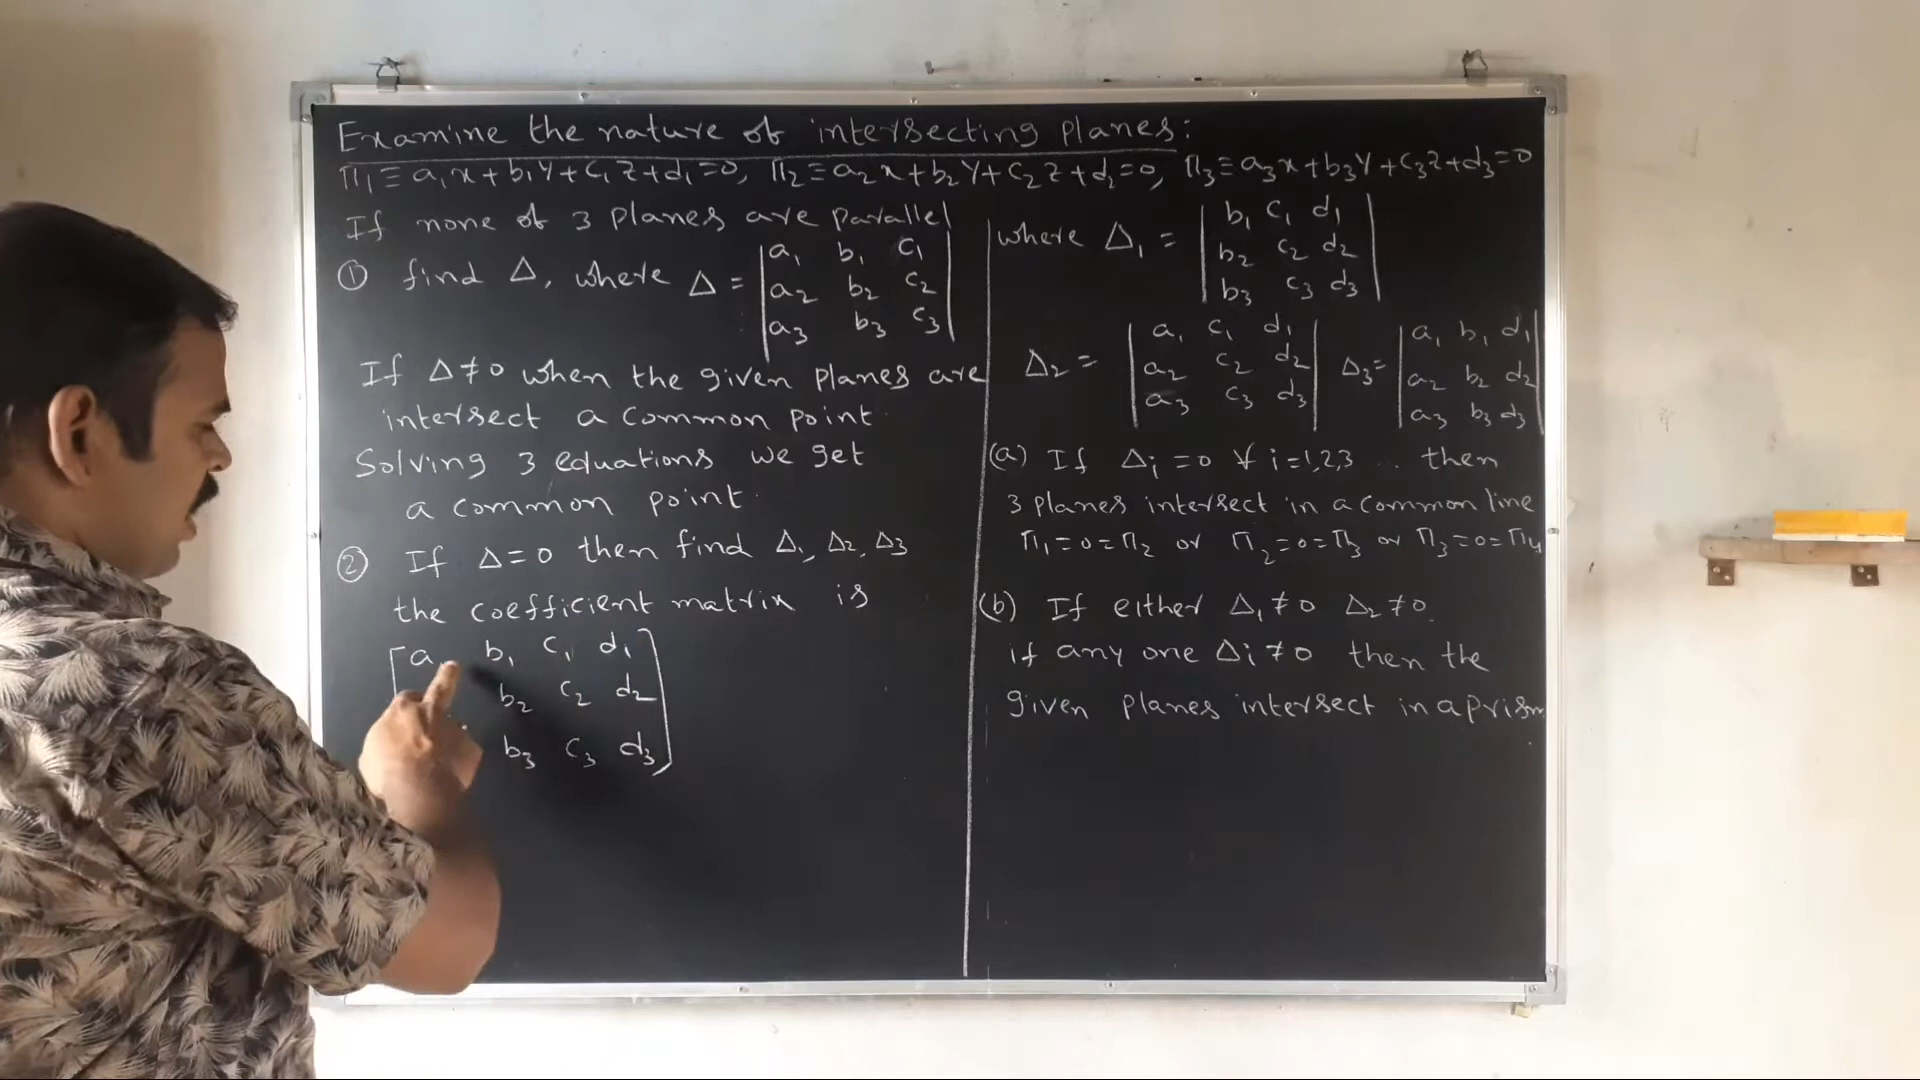 Examine the nature of intersecting planes:
Π₁ ≡ a₁x+b₁y+c₁z+d₁=0, Π₂ ≡ a₂x+b₂y+c₂z+d₂=0, Π₃ ≡ a₃x+b₃y+c₃z+d₃=0
If none of 3 planes are parallel
① find Δ, where Δ = | a₁ b₁ c₁ |
| a₂ b₂ c₂ |
| a₃ b₃ c₃ |
If Δ≠0 when the given planes are
intersect a common point
Solving 3 equations we get
a common point.
② If Δ=0 then find Δ₁, Δ₂, Δ₃
the coefficient matrix is
[ a b₁ c₁ d₁ ]
b₂ c₂ d₂
b₃ c₃ d₃
where Δ₁ = | b₁ c₁ d₁ |
| b₂ c₂ d₂ |
| b₃ c₃ d₃ |
Δ₂ = | a₁ c₁ d₁ |
| a₂ c₂ d₂ |
| a₃ c₃ d₃ |
Δ₃= | a₁ b₁ d₁ |
| a₂ b₂ d₂ |
| a₃ b₃ d₃ |
(a) If Δi=0 ∀ i=1,2,3 .. then
3 planes intersect in a common line
Π₁=0=Π₂ or Π₂=0=Π₃ or Π₃=0=Π₄
(b) If either Δ₁≠0 Δ₂≠0.
if any one Δi≠0 then the
given planes intersect in a prism